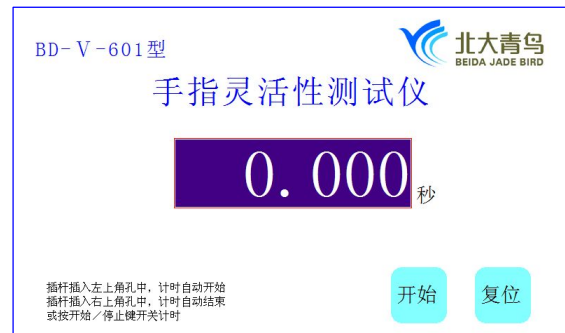 BD-Ⅴ-601型
北大青鸟
BEIDA JADE BIRD
手指灵活性测试仪
0.000秒
插杆插入左上角孔中，计时自动开始
插杆插入右上角孔中，计时自动结束
或按开始／停止键开关计时
开始
复位